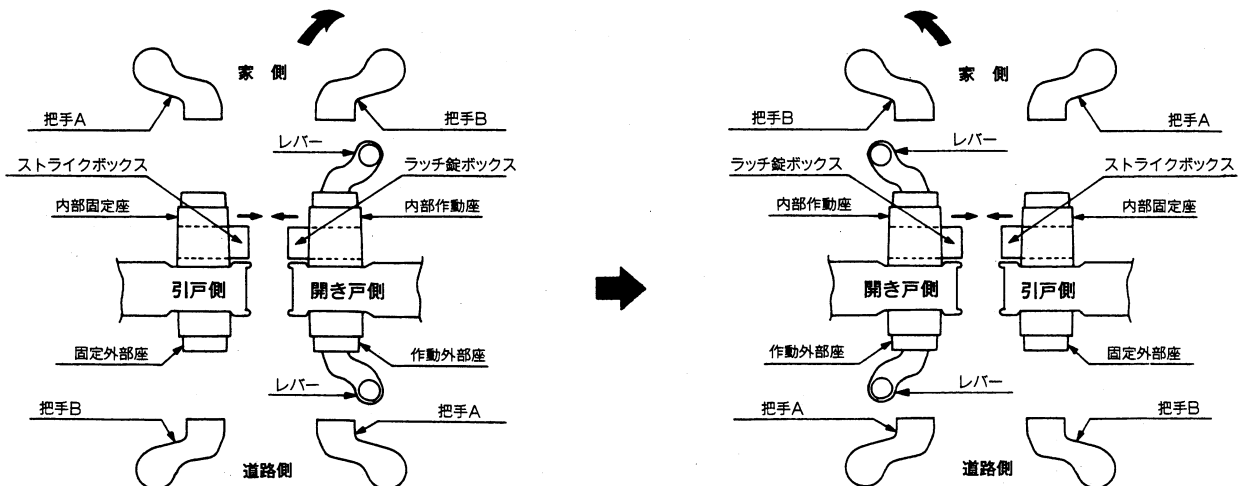 家 側
把手A
把手B
レバー
ストライクボックス
ラッチ錠ボックス
内部固定座
内部作動座
引戸側
開き戸側
固定外部座
作動外部座
レバー
把手B
把手A
道路側
家 側
把手B
把手A
レバー
ラッチ錠ボックス
ストライクボックス
内部作動座
内部固定座
開き戸側
引戸側
作動外部座
固定外部座
レバー
把手A
把手B
道路側